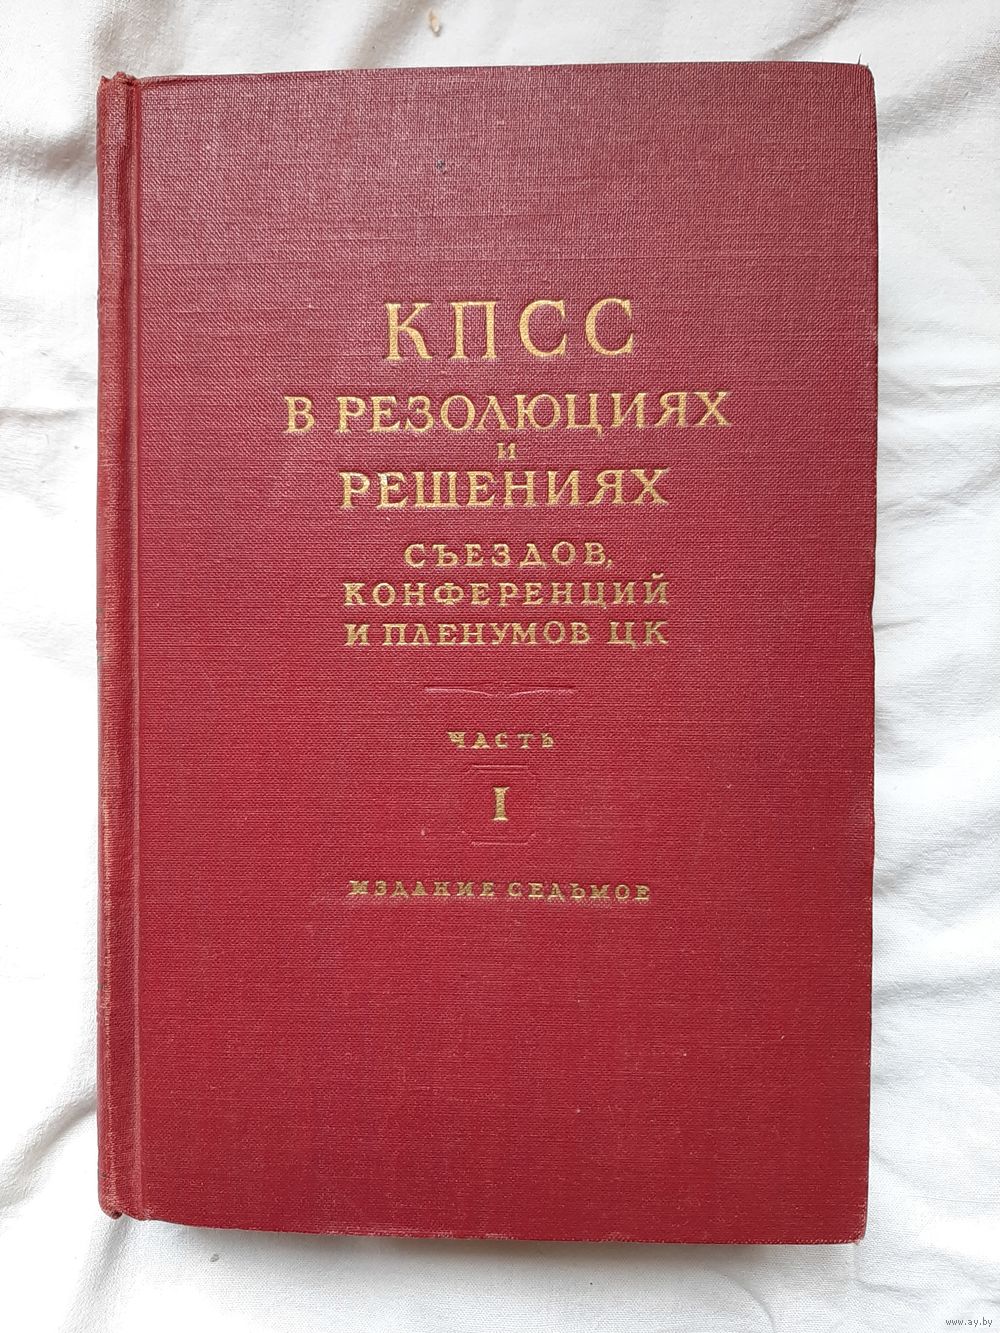 КПСС
В РЕЗОЛЮЦИЯХ
И
РЕШЕНИЯХ
СЪЕЗДОВ,
КОНФЕРЕНЦИЙ
И ПЛЕНУМОВ ЦК
ЧАСТЬ
I
ИЗДАНИЕ СЕДЬМОЕ
www.ay.by